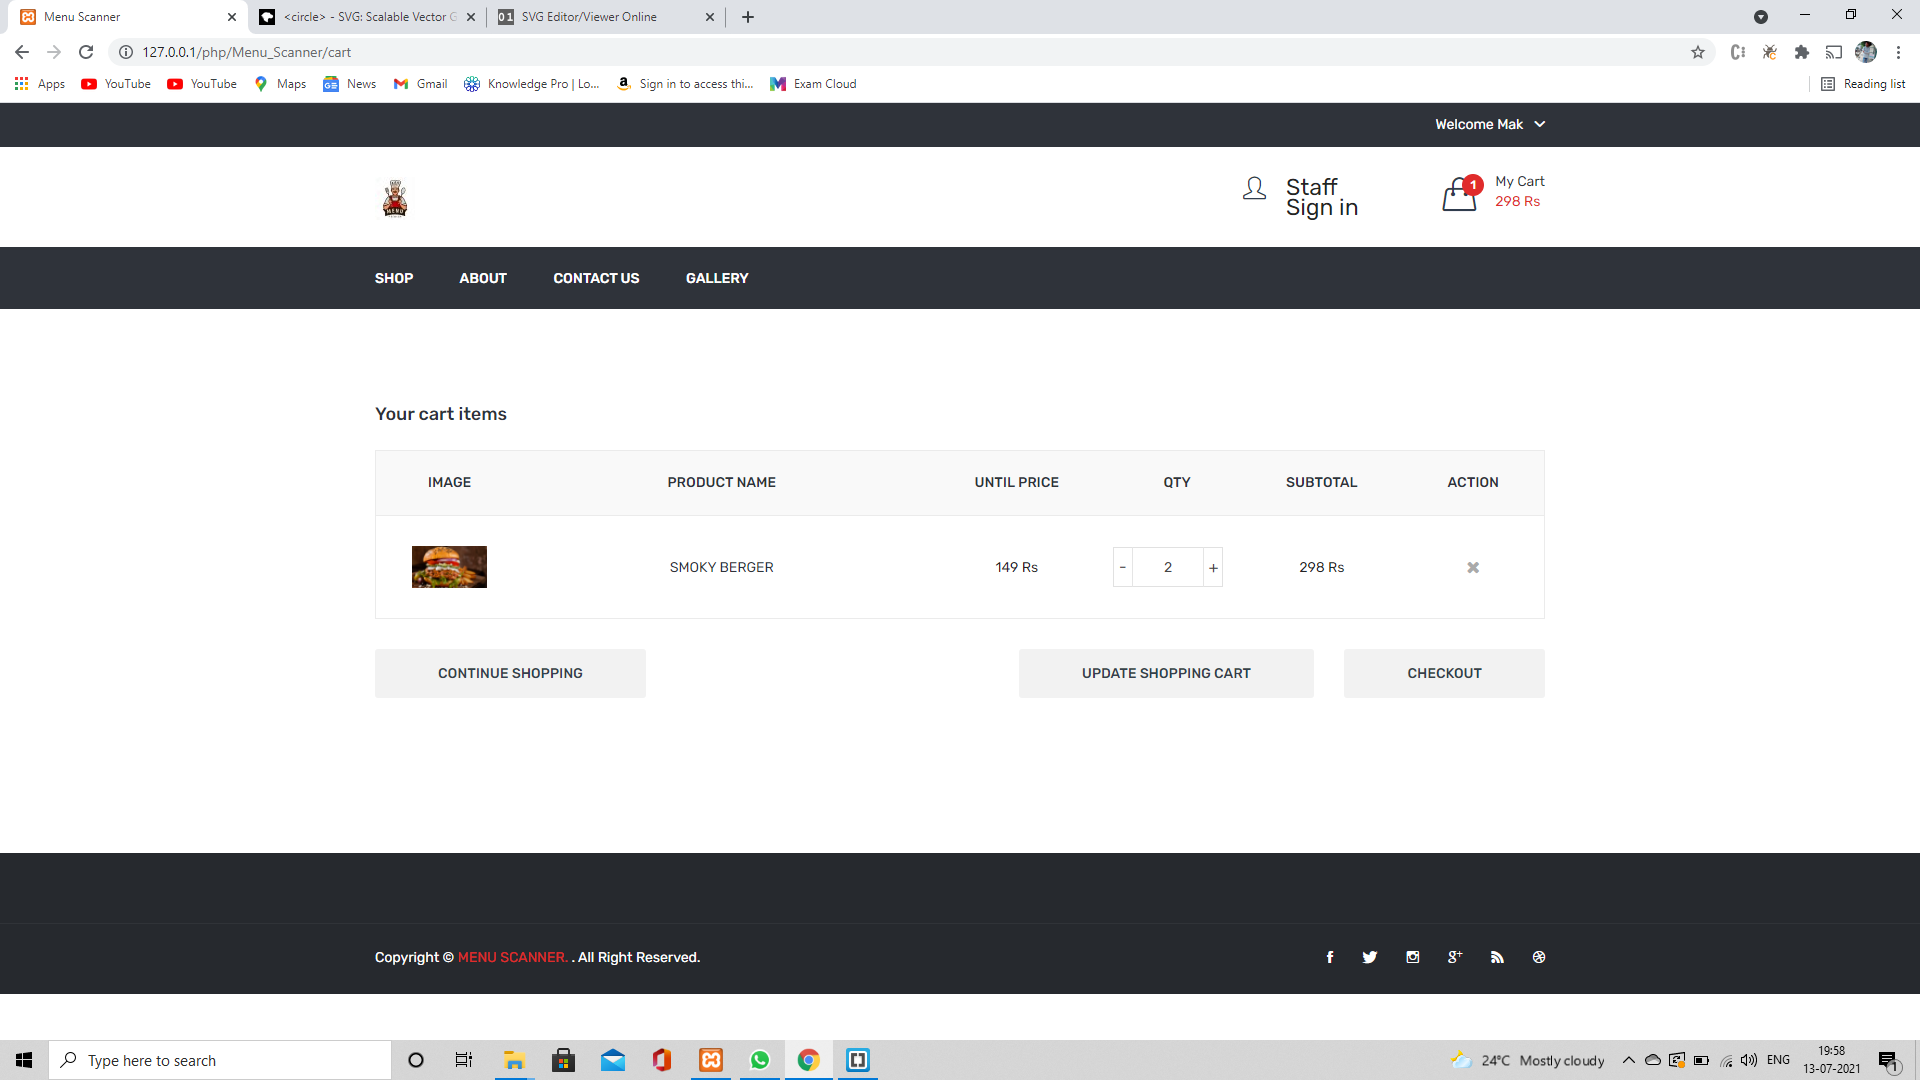 Menu Scanner
<circle> - SVG: Scalable Vector G
SVG Editor/Viewer Online
127.0.0.1/php/Menu_Scanner/cart
Apps YouTube YouTube Maps News Gmail Knowledge Pro | Lo... Sign in to access thi... Exam Cloud Reading list
Welcome Mak
MENU
Staff
Sign in
1
My Cart
298 Rs
SHOP ABOUT CONTACT US GALLERY
Your cart items
IMAGE PRODUCT NAME UNTIL PRICE QTY SUBTOTAL ACTION
SMOKY BERGER 149 Rs - 2 + 298 Rs
CONTINUE SHOPPING UPDATE SHOPPING CART CHECKOUT
Copyright © MENU SCANNER. . All Right Reserved.
Type here to search
24°C Mostly cloudy
ENG
19:58
13-07-2021
1